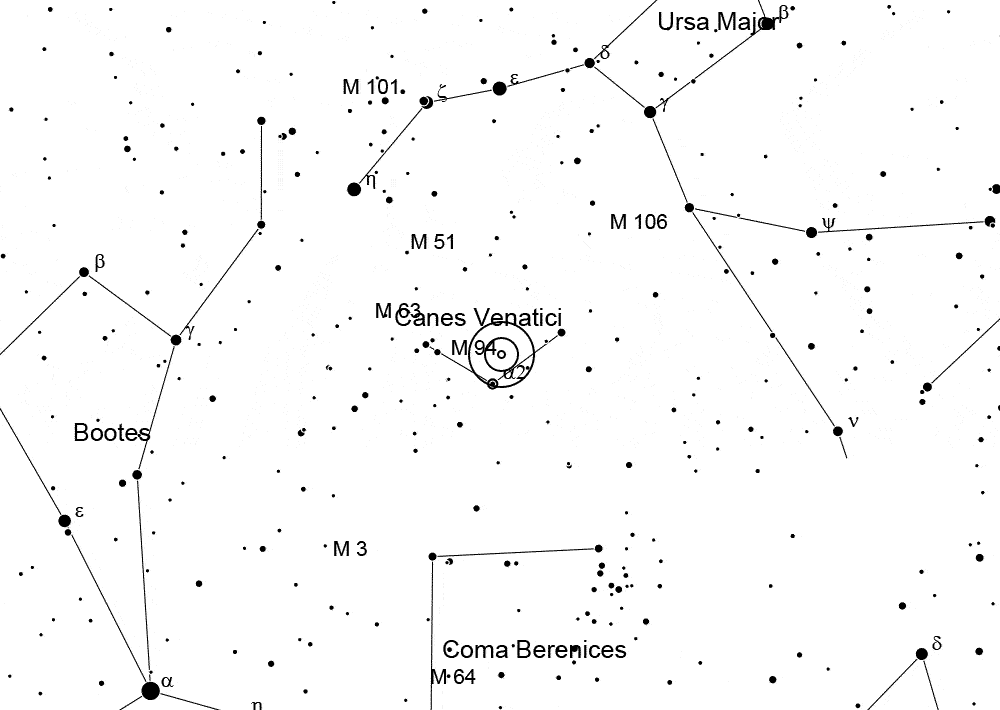 Ursa Major
β
δ
ε
M 101
ζ
γ
η
M 106
ψ
M 51
β
M 63
Canes Venatici
γ
M 94
α2
ν
Bootes
ε
M 3
Coma Berenices
δ
M 64
α
η